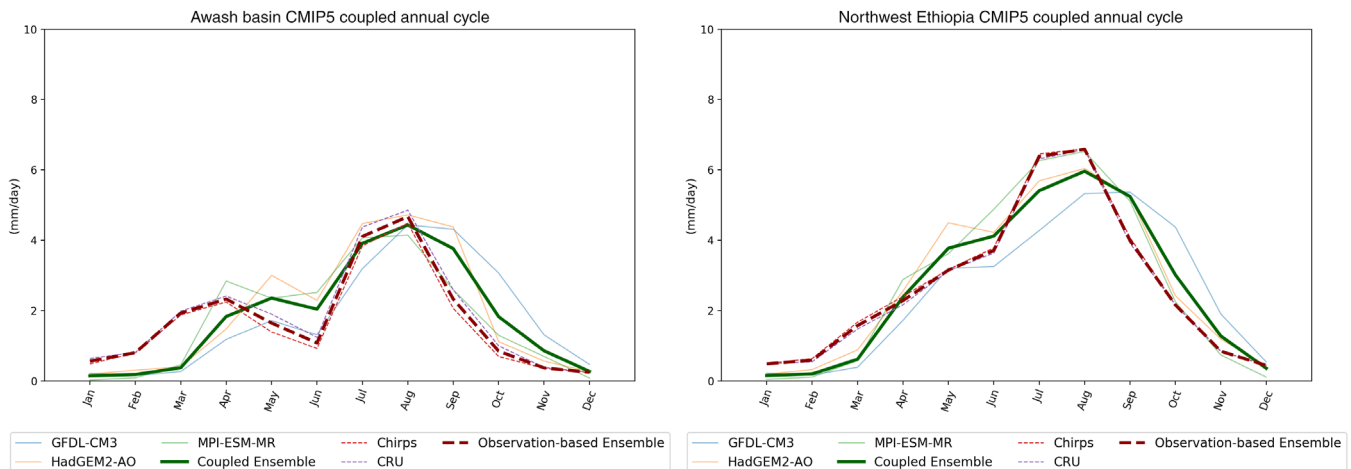 Awash basin CMIP5 coupled annual cycle
10
8
6
4
2
0
(mm/day)
Jan
Feb
Mar
Apr
May
Jun
Jul
Aug
Sep
Oct
Nov
Dec
GFDL-CM3
HadGEM2-AO
MPI-ESM-MR
Coupled Ensemble
Chirps
CRU
Observation-based Ensemble
Northwest Ethiopia CMIP5 coupled annual cycle
10
8
6
4
2
0
(mm/day)
Jan
Feb
Mar
Apr
May
Jun
Jul
Aug
Sep
Oct
Nov
Dec
GFDL-CM3
HadGEM2-AO
MPI-ESM-MR
Coupled Ensemble
Chirps
CRU
Observation-based Ensemble